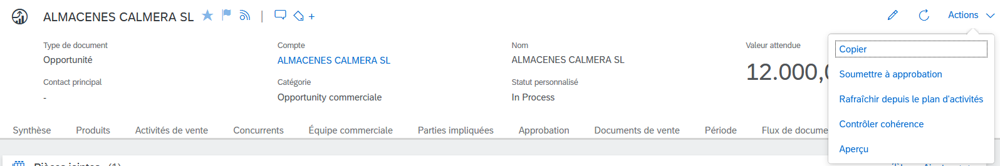 ALMACENES CALMERA SL
Actions
Type de document
Compte
Nom
Valeur attendue
Opportunité
ALMACENES CALMERA SL
ALMACENES CALMERA SL
12.000,
Contact principal
Catégorie
Statut personnalisé
-
Opportunity commerciale
In Process
Copier
Soumettre à approbation
Rafraîchir depuis le plan d'activités
Contrôler cohérence
Aperçu
Synthèse Produits Activités de vente Concurrents Équipe commerciale Parties impliquées Approbation Documents de vente Période Flux de docume
Pièces jointes (1)